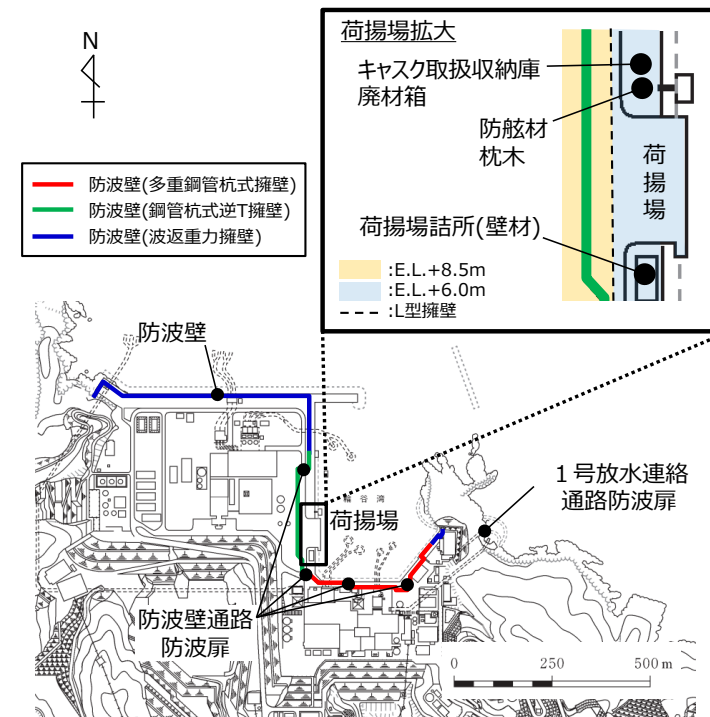 N
荷揚場拡大
キャスク取扱収納庫
廃材箱
防舷材
枕木
荷揚場
荷揚場詰所(壁材)
:E.L.+8.5m
:E.L.+6.0m
:L型擁壁
防波壁(多重鋼管杭式擁壁)
防波壁(鋼管杭式逆T擁壁)
防波壁(波返重力擁壁)
防波壁
1号放水連絡
通路防波扉
輪谷湾
荷揚場
防波壁通路
防波扉
0 250 500 m